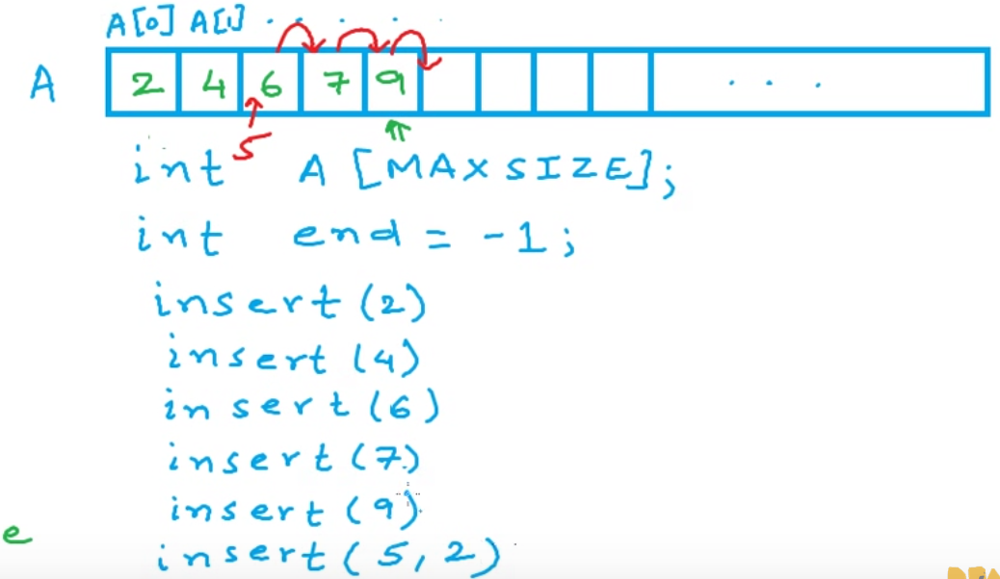 A[0] A[1] . . . . .
A 2 4 6 7 9 . . .
5
int A [MAXSIZE];
int end = -1;
insert (2)
insert (4)
insert (6)
insert (7)
insert (9)
e
insert (5, 2)